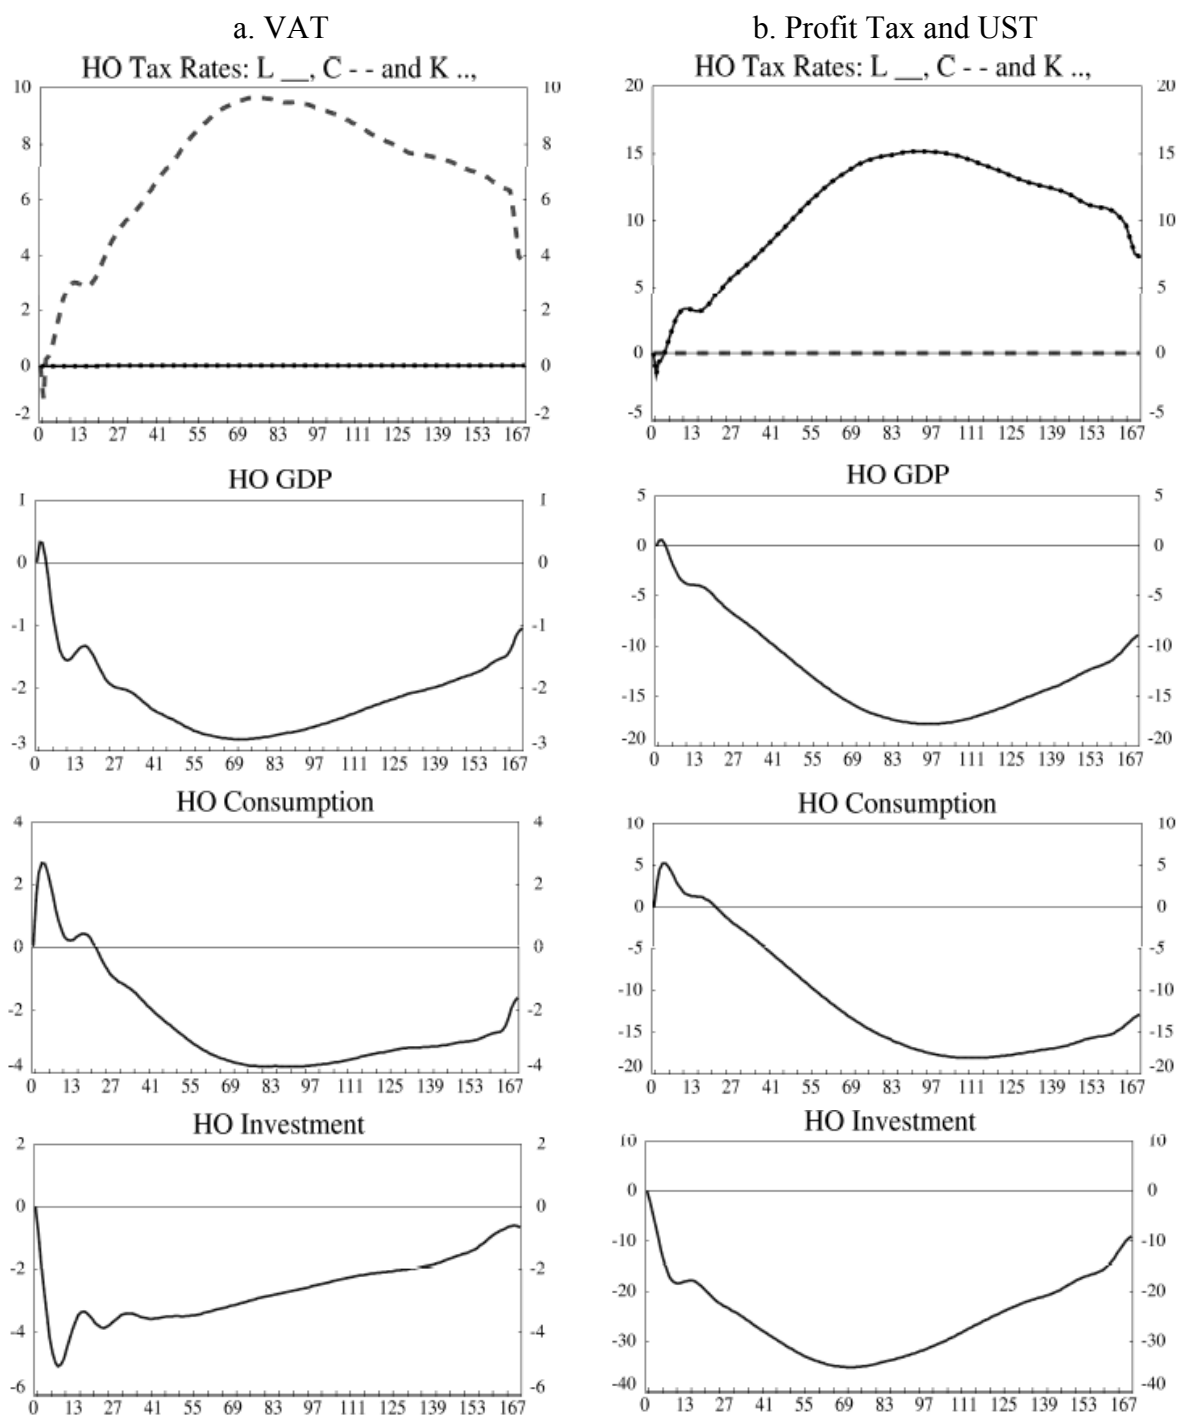 a. VAT
HO Tax Rates: L __, C - - and K ..,
10 10
8 8
6 6
4 4
2 2
0 0
-2 -2
0 13 27 41 55 69 83 97 111 125 139 153 167
HO GDP
1 1
0 0
-1 -1
-2 -2
-3 -3
0 13 27 41 55 69 83 97 111 125 139 153 167
HO Consumption
4 4
2 2
0 0
-2 -2
-4 -4
0 13 27 41 55 69 83 97 111 125 139 153 167
HO Investment
2 2
0 0
-2 -2
-4 -4
-6 -6
0 13 27 41 55 69 83 97 111 125 139 153 167
b. Profit Tax and UST
HO Tax Rates: L __, C - - and K ..,
20 20
15 15
10 10
5 5
0 0
-5 -5
0 13 27 41 55 69 83 97 111 125 139 153 167
HO GDP
5 5
0 0
-5 -5
-10 -10
-15 -15
-20 -20
0 13 27 41 55 69 83 97 111 125 139 153 167
HO Consumption
10 10
5 5
0 0
-5 -5
-10 -10
-15 -15
-20 -20
0 13 27 41 55 69 83 97 111 125 139 153 167
HO Investment
10 10
0 0
-10 -10
-20 -20
-30 -30
-40 -40
0 13 27 41 55 69 83 97 111 125 139 153 167